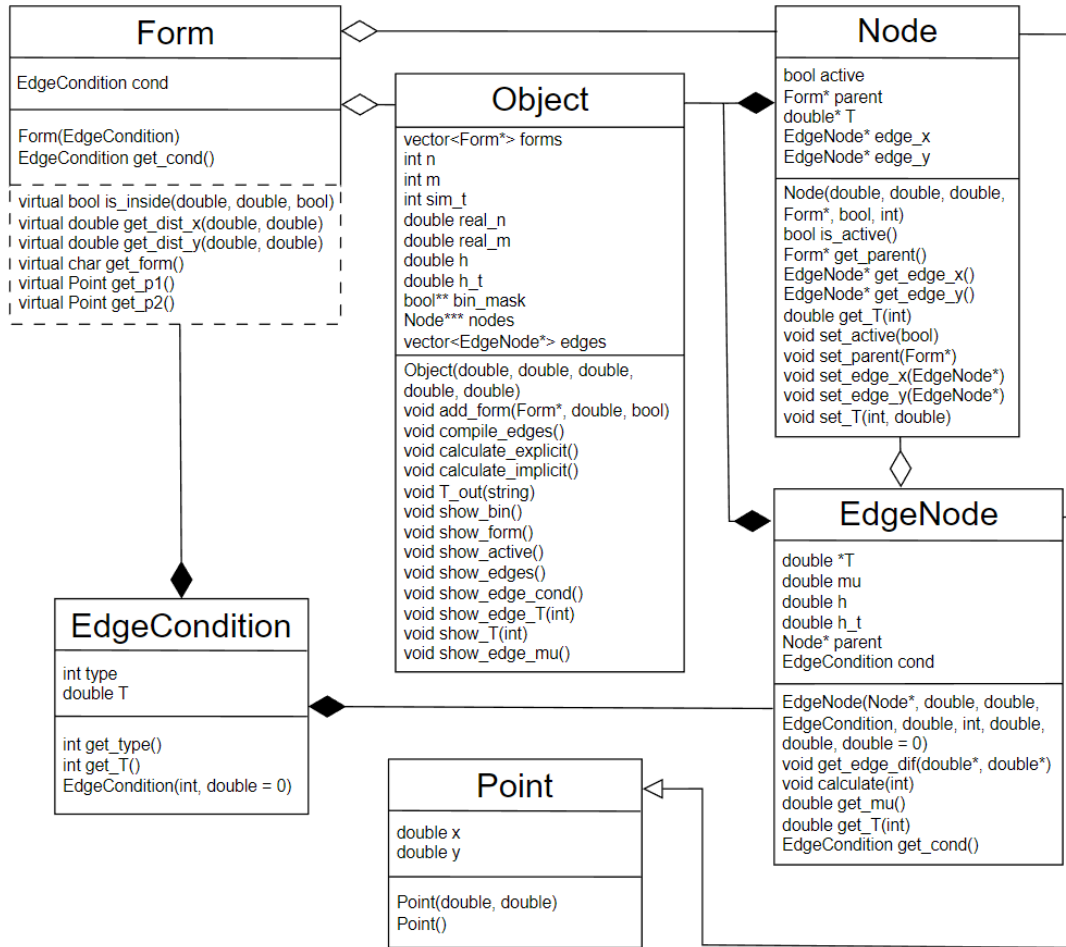 Form
EdgeCondition cond
Form(EdgeCondition)
EdgeCondition get_cond()
virtual bool is_inside(double, double, bool)
virtual double get_dist_x(double, double)
virtual double get_dist_y(double, double)
virtual char get_form()
virtual Point get_p1()
virtual Point get_p2()
Object
vector<Form*> forms
int n
int m
int sim_t
double real_n
double real_m
double h
double h_t
bool** bin_mask
Node*** nodes
vector<EdgeNode*> edges
Object(double, double, double,
double, double)
void add_form(Form*, double, bool)
void compile_edges()
void calculate_explicit()
void calculate_implicit()
void T_out(string)
void show_bin()
void show_form()
void show_active()
void show_edges()
void show_edge_cond()
void show_edge_T(int)
void show_T(int)
void show_edge_mu()
Node
bool active
Form* parent
double* T
EdgeNode* edge_x
EdgeNode* edge_y
Node(double, double, double,
Form*, bool, int)
bool is_active()
Form* get_parent()
EdgeNode* get_edge_x()
EdgeNode* get_edge_y()
double get_T(int)
void set_active(bool)
void set_parent(Form*)
void set_edge_x(EdgeNode*)
void set_edge_y(EdgeNode*)
void set_T(int, double)
EdgeCondition
int type
double T
int get_type()
int get_T()
EdgeCondition(int, double = 0)
EdgeNode
double *T
double mu
double h
double h_t
Node* parent
EdgeCondition cond
EdgeNode(Node*, double, double,
EdgeCondition, double, int, double,
double, double = 0)
void get_edge_dif(double*, double*)
void calculate(int)
double get_mu()
double get_T(int)
EdgeCondition get_cond()
Point
double x
double y
Point(double, double)
Point()